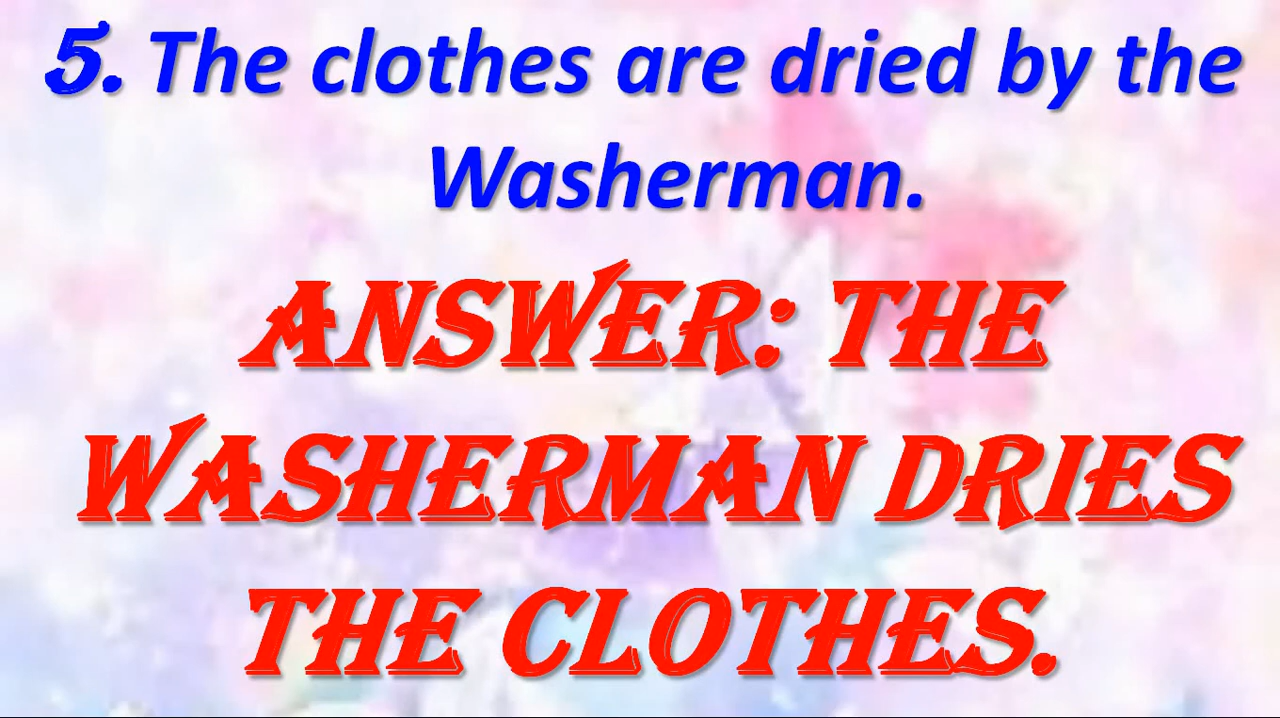 5. The clothes are dried by the
Washerman.
ANSWER: THE
WASHERMAN DRIES
THE CLOTHES.